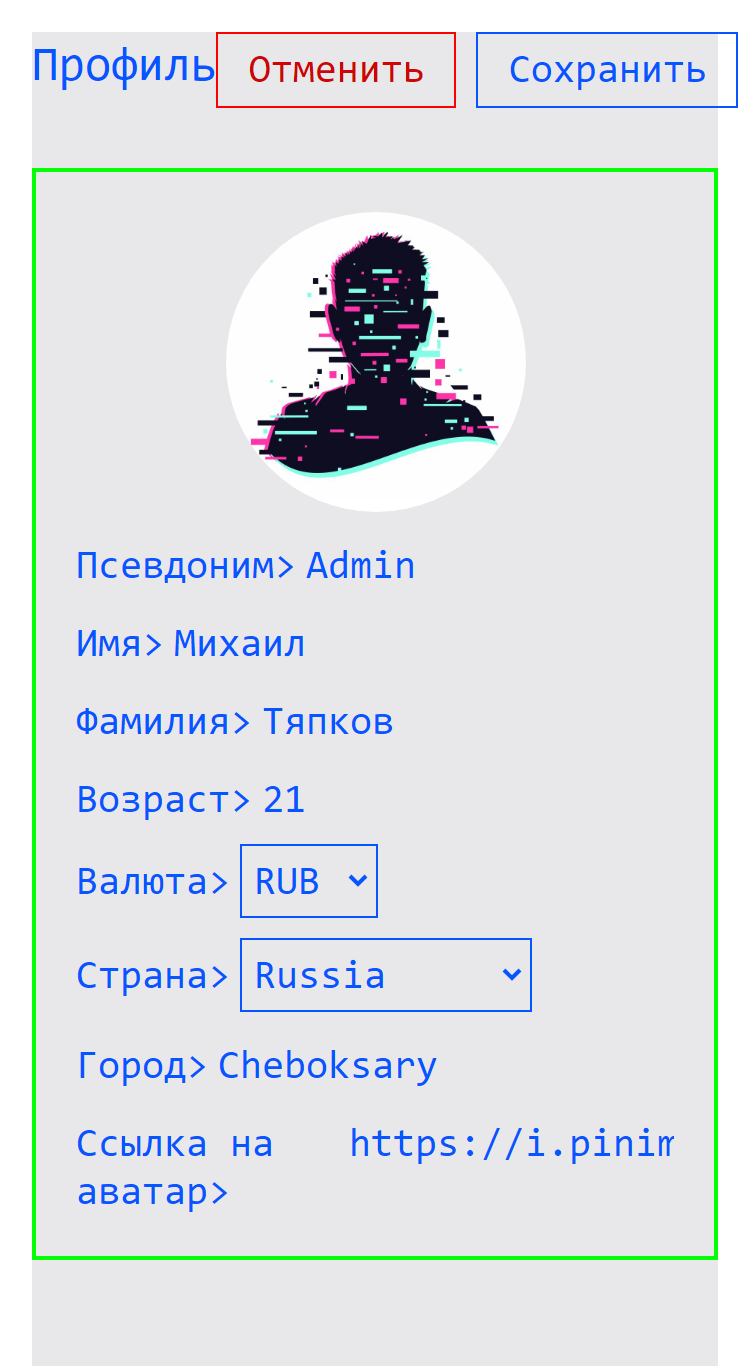 Профиль Отменить Сохранить
Псевдоним> Admin
Имя> Михаил
Фамилия> Тяпков
Возраст> 21
Валюта> RUB
Страна> Russia
Город> Cheboksary
Ссылка на https://i.pinim
аватар>